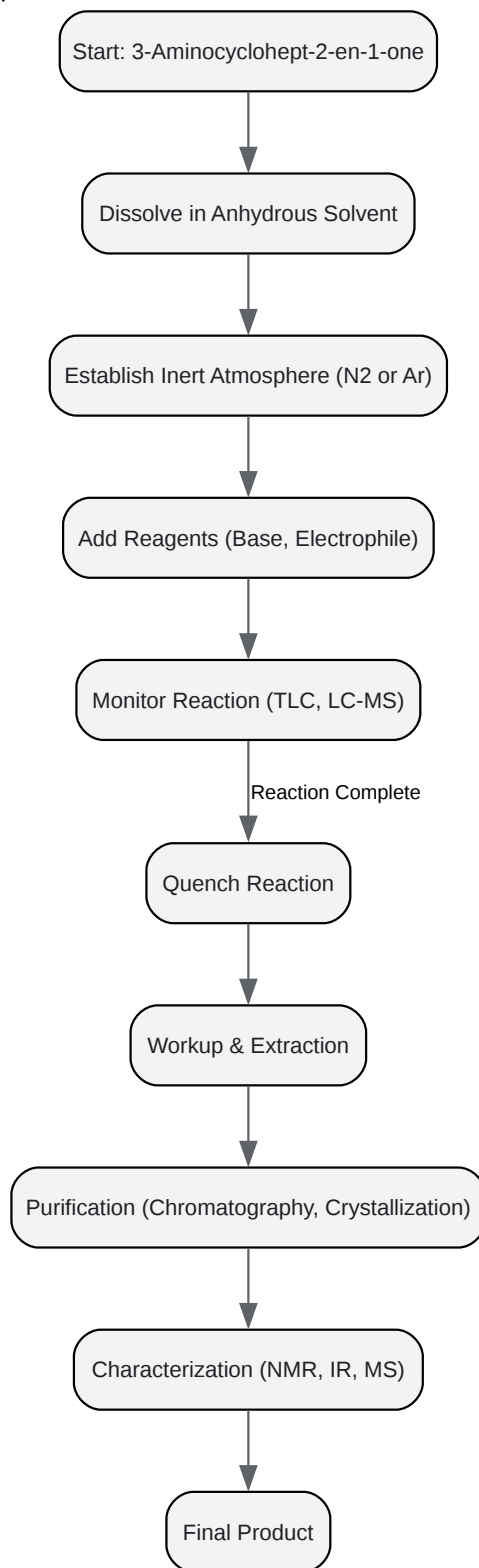 Start: 3-Aminocyclohept-2-en-1-one
Dissolve in Anhydrous Solvent
Establish Inert Atmosphere (N2 or Ar)
Add Reagents (Base, Electrophile)
Monitor Reaction (TLC, LC-MS)
Reaction Complete
Quench Reaction
Workup & Extraction
Purification (Chromatography, Crystallization)
Characterization (NMR, IR, MS)
Final Product